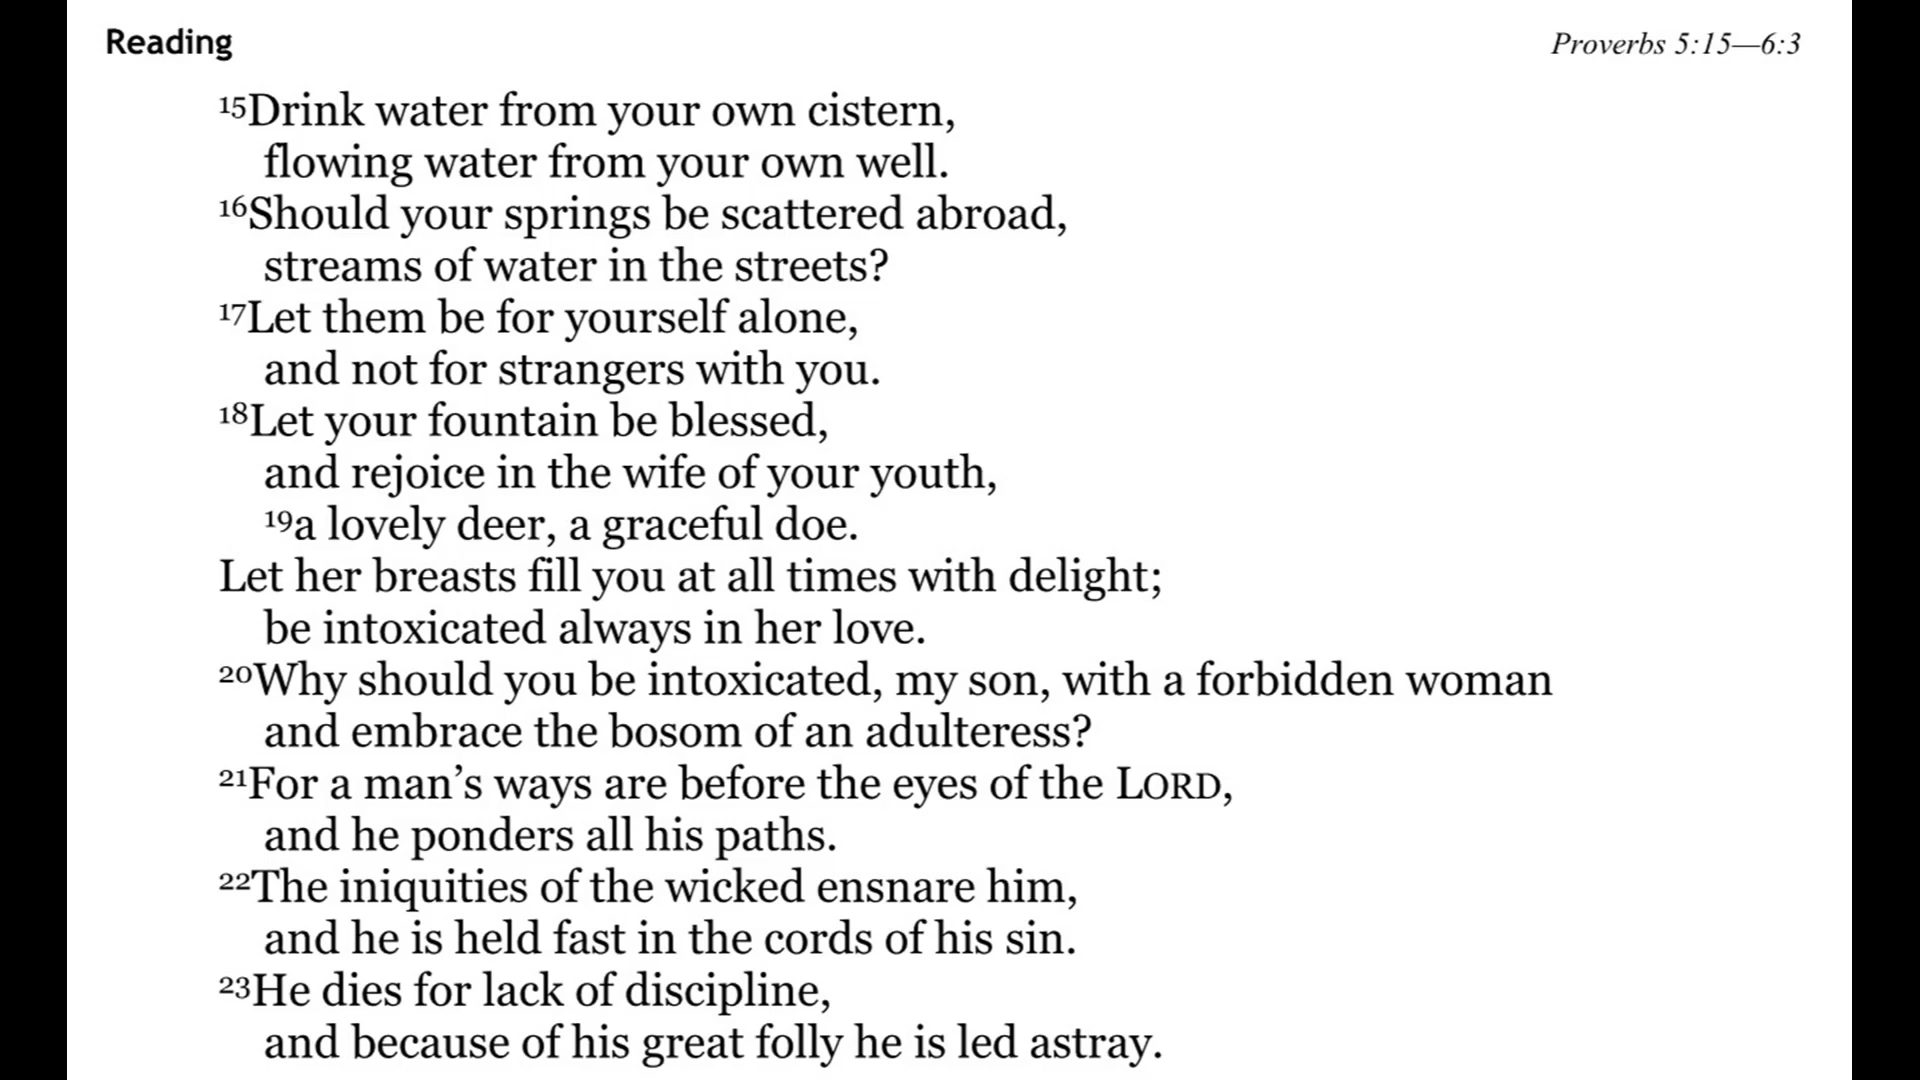 Reading
Proverbs 5:15—6:3
15Drink water from your own cistern,
flowing water from your own well.
16Should your springs be scattered abroad,
streams of water in the streets?
17Let them be for yourself alone,
and not for strangers with you.
18Let your fountain be blessed,
and rejoice in the wife of your youth,
19a lovely deer, a graceful doe.
Let her breasts fill you at all times with delight;
be intoxicated always in her love.
20Why should you be intoxicated, my son, with a forbidden woman
and embrace the bosom of an adulteress?
21For a man’s ways are before the eyes of the LORD,
and he ponders all his paths.
22The iniquities of the wicked ensnare him,
and he is held fast in the cords of his sin.
23He dies for lack of discipline,
and because of his great folly he is led astray.